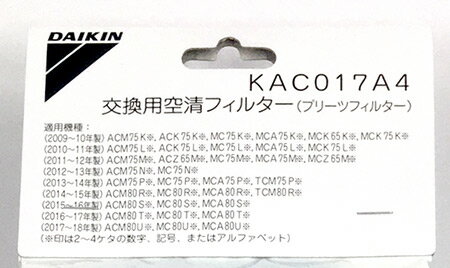 DAIKIN
KAC017A4
交換用空清フィルター(プリーツフィルター)
適用機種：
(2009～10年製) ACM75K※, ACK75K※, MC75K※, MCA75K※, MCK65K※, MCK75K※
(2010～11年製) ACM75L※, ACK75L※, MC75L※, MCA75L※, MCK75L※
(2011～12年製) ACM75M※, ACZ65M※, MC75M※, MCA75M※, MCZ65M※
(2012～13年製) ACM75N※, MC75N※
(2013～14年製) ACM75P※, MC75P※, MCA75P※, TCM75P※
(2014～15年製) ACM80R※, MC80R※, MCA80R※, TCM80R※
(2015～16年製) ACM80S※, MC80S※, MCA80S※
(2016～17年製) ACM80T※, MC80T※, MCA80T※
(2017～18年製) ACM80U※, MC80U※, MCA80U※
(※印は2～4ケタの数字、記号、またはアルファベット)